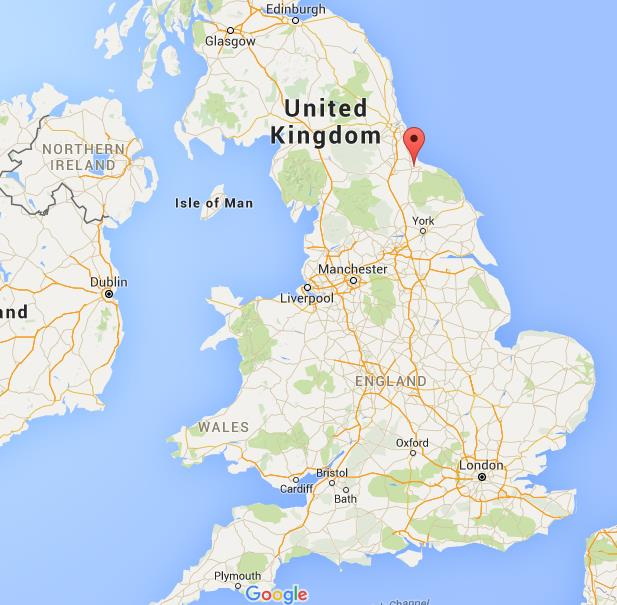 Edinburgh
Glasgow
United
Kingdom
NORTHERN
IRELAND
Isle of Man
York
Dublin
and
Manchester
Liverpool
ENGLAND
WALES
Oxford
London
Bristol
Cardiff
Bath
Plymouth
Google
Channel